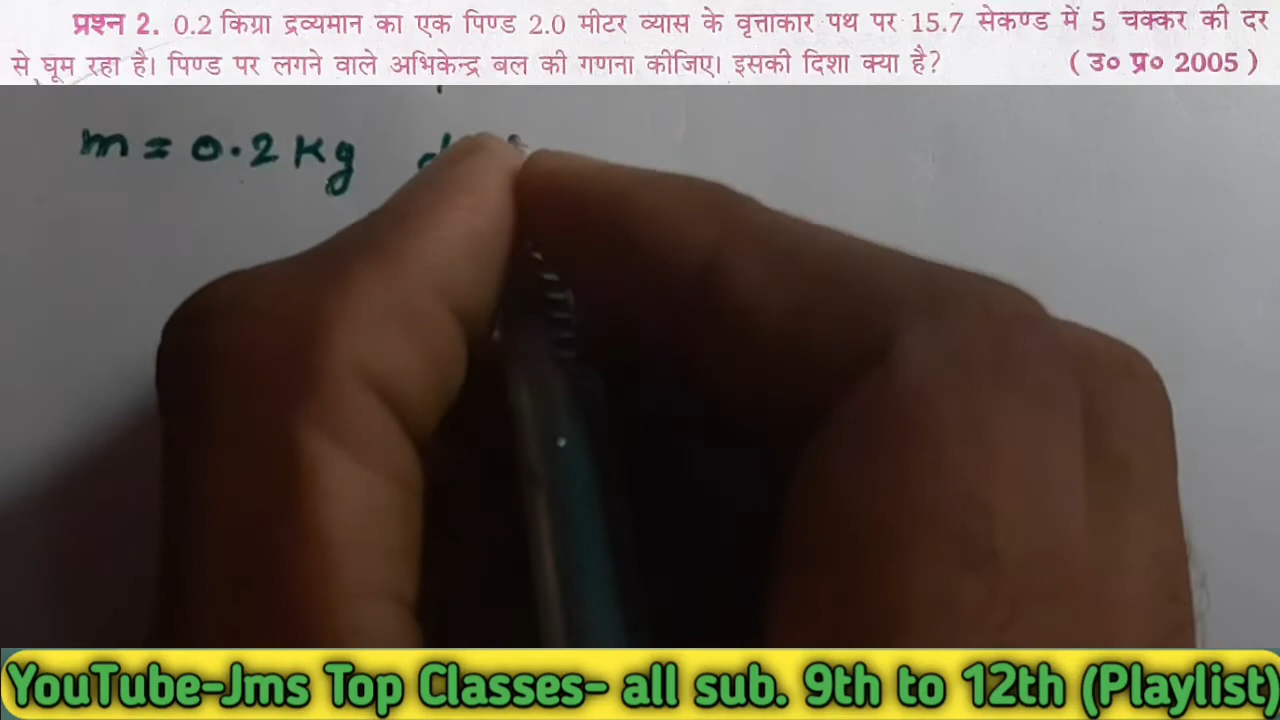 प्रश्न 2. 0.2 किग्रा द्रव्यमान का एक पिण्ड 2.0 मीटर व्यास के वृत्ताकार पथ पर 15.7 सेकण्ड में 5 चक्कर की दर
से घूम रहा है। पिण्ड पर लगने वाले अभिकेन्द्र बल की गणना कीजिए। इसकी दिशा क्या है? ( उ० प्र० 2005 )
m = 0.2 Kg d
YouTube-Jms Top Classes- all sub. 9th to 12th (Playlist)